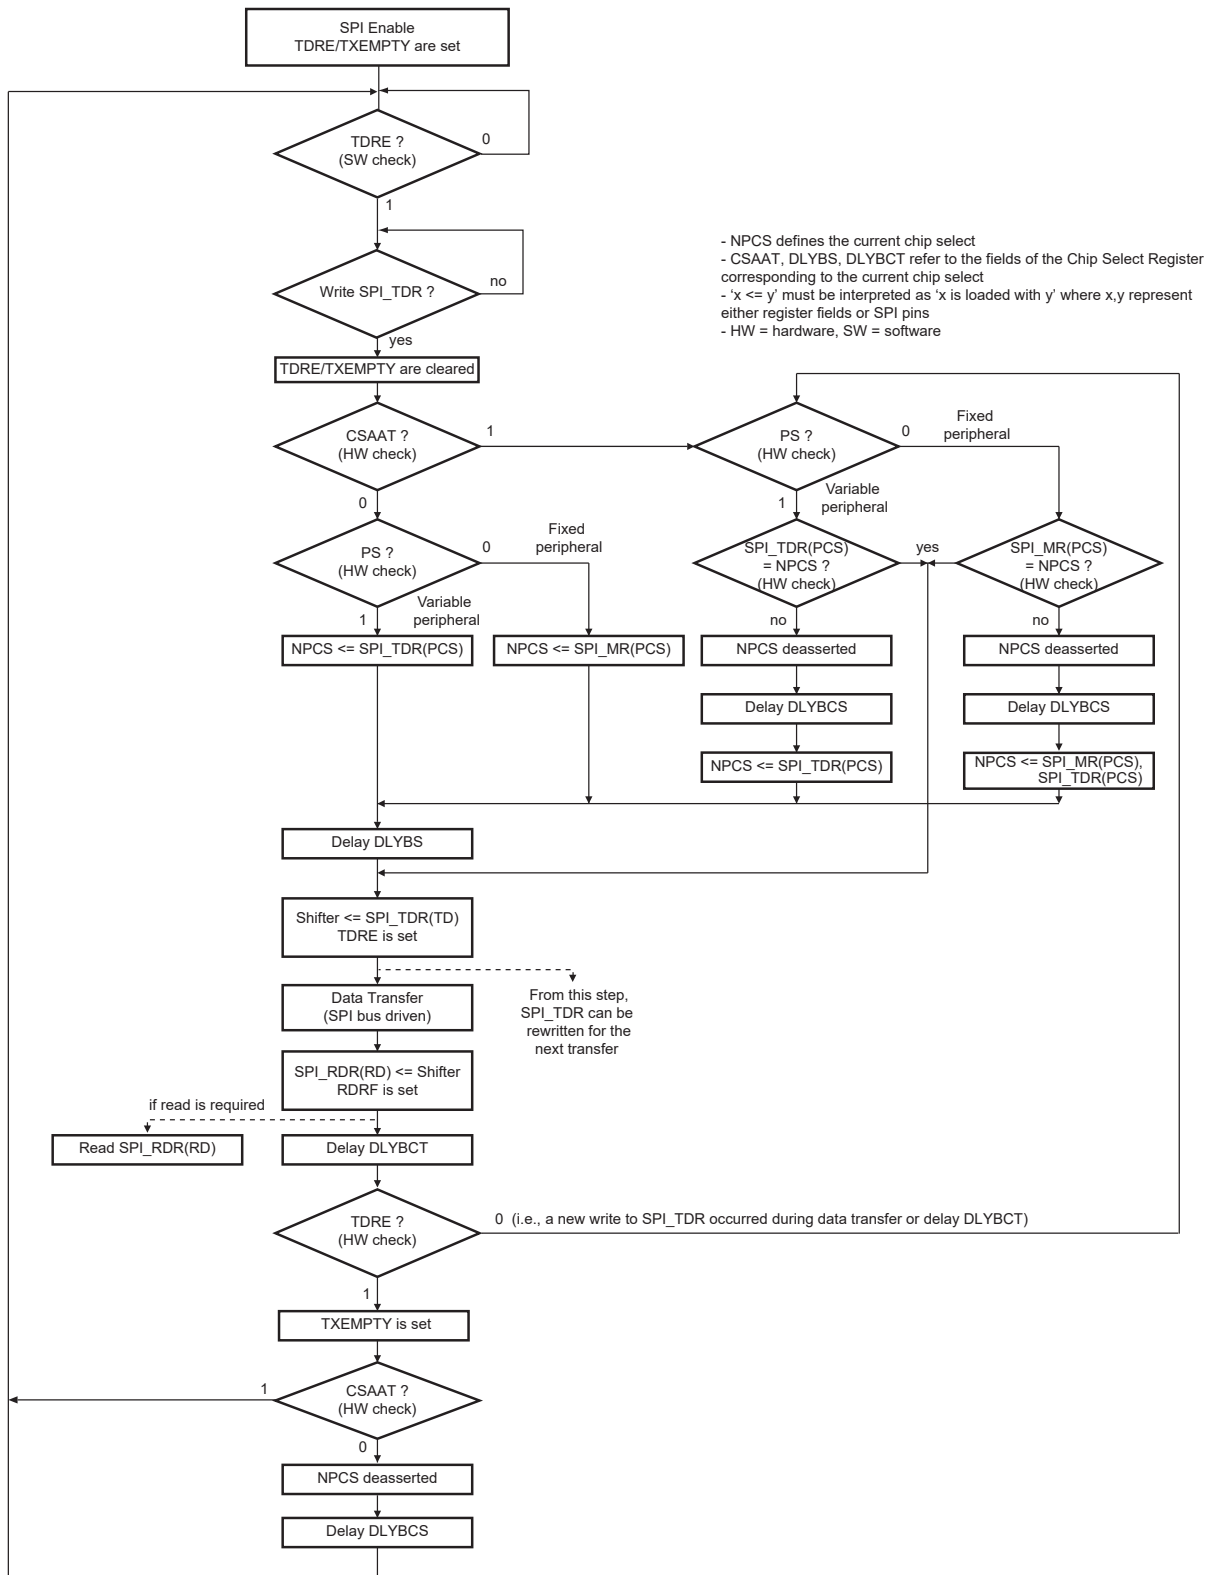 SPI Enable
TDRE/TXEMPTY are set
TDRE ?
(SW check)
0
1
- NPCS defines the current chip select
- CSAAT, DLYBS, DLYBCT refer to the fields of the Chip Select Register
corresponding to the current chip select
- ‘x <= y’ must be interpreted as ‘x is loaded with y’ where x,y represent
either register fields or SPI pins
- HW = hardware, SW = software
Write SPI_TDR ?
no
yes
TDRE/TXEMPTY are cleared
CSAAT ?
(HW check)
1
0
PS ?
(HW check)
0
Fixed
peripheral
1
Variable
peripheral
PS ?
(HW check)
0
Fixed
peripheral
1
Variable
peripheral
SPI_TDR(PCS)
= NPCS ?
(HW check)
yes
SPI_MR(PCS)
= NPCS ?
(HW check)
no
no
NPCS <= SPI_TDR(PCS)
NPCS <= SPI_MR(PCS)
NPCS deasserted
NPCS deasserted
Delay DLYBCS
Delay DLYBCS
NPCS <= SPI_TDR(PCS)
NPCS <= SPI_MR(PCS),
SPI_TDR(PCS)
Delay DLYBS
Shifter <= SPI_TDR(TD)
TDRE is set
Data Transfer
(SPI bus driven)
From this step,
SPI_TDR can be
rewritten for the
next transfer
SPI_RDR(RD) <= Shifter
RDRF is set
if read is required
Read SPI_RDR(RD)
Delay DLYBCT
TDRE ?
(HW check)
0 (i.e., a new write to SPI_TDR occurred during data transfer or delay DLYBCT)
1
TXEMPTY is set
CSAAT ?
(HW check)
1
0
NPCS deasserted
Delay DLYBCS